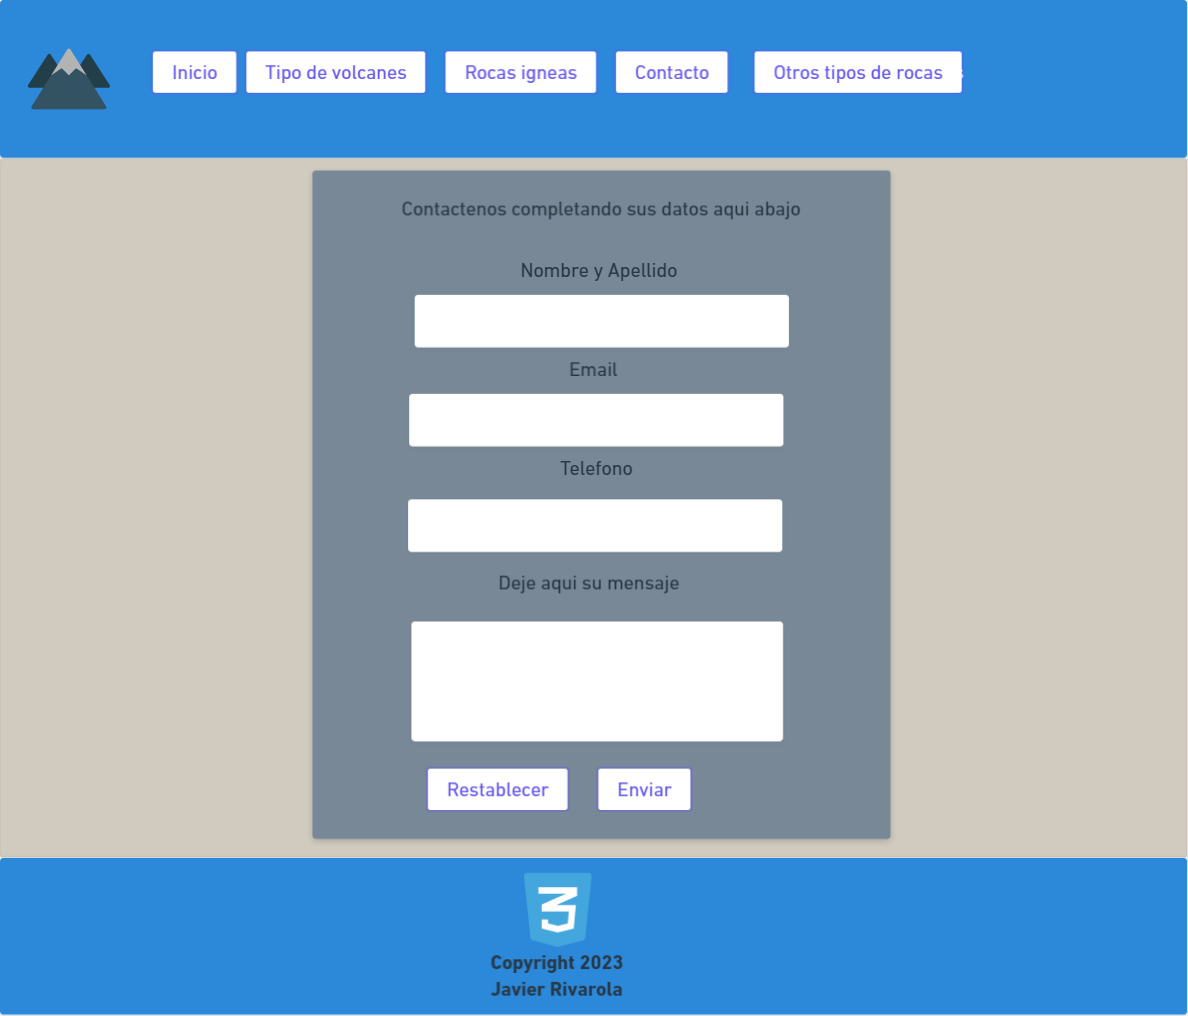 Inicio
Tipo de volcanes
Rocas igneas
Contacto
Otros tipos de rocas
Contactenos completando sus datos aqui abajo
Nombre y Apellido
Email
Telefono
Deje aqui su mensaje
Restablecer
Enviar
Copyright 2023
Javier Rivarola